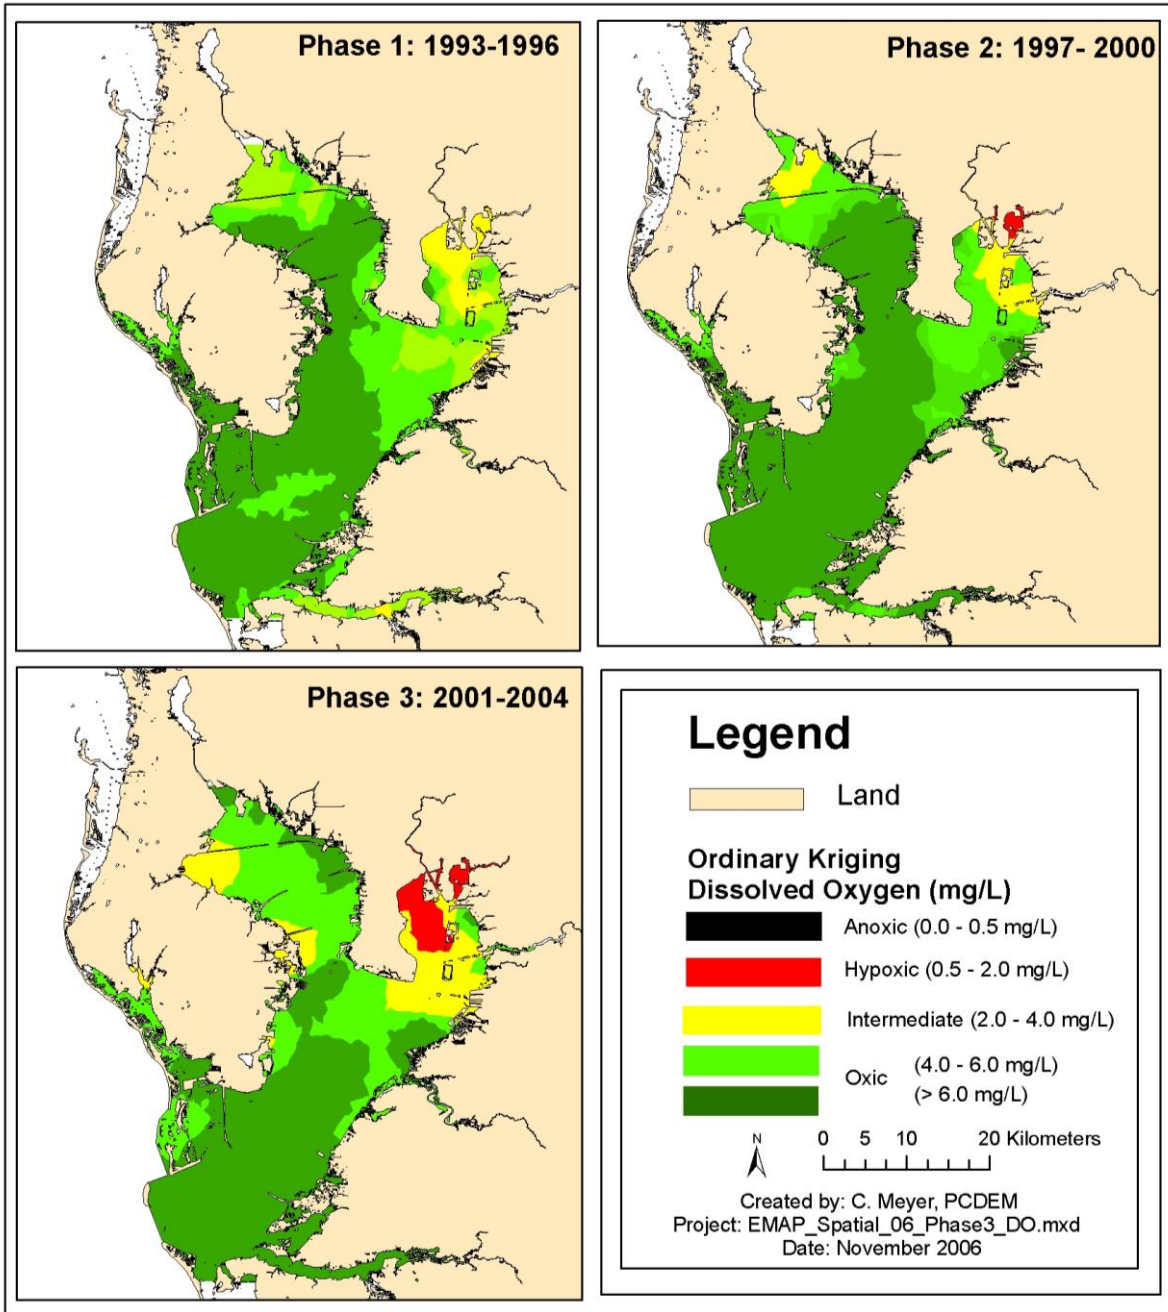 Phase 1: 1993-1996
Phase 2: 1997- 2000
Phase 3: 2001-2004
Legend
Land
Ordinary Kriging
Dissolved Oxygen (mg/L)
Anoxic (0.0 - 0.5 mg/L)
Hypoxic (0.5 - 2.0 mg/L)
Intermediate (2.0 - 4.0 mg/L)
Oxic (4.0 - 6.0 mg/L)
(> 6.0 mg/L)
N
0 5 10 20 Kilometers
Created by: C. Meyer, PCDEM
Project: EMAP_Spatial_06_Phase3_DO.mxd
Date: November 2006